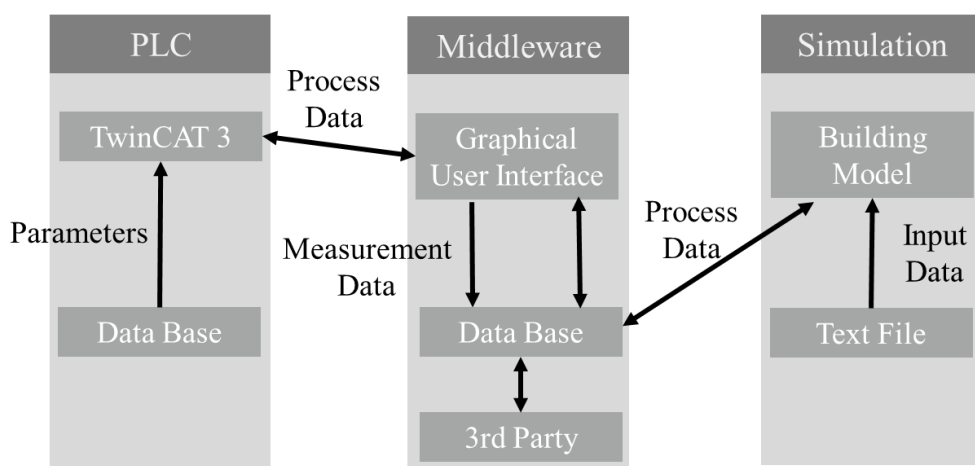 PLC
Middleware
Simulation
Process
Data
TwinCAT 3
Graphical
User Interface
Building
Model
Parameters
Measurement
Data
Process
Data
Input
Data
Data Base
Data Base
Text File
3rd Party